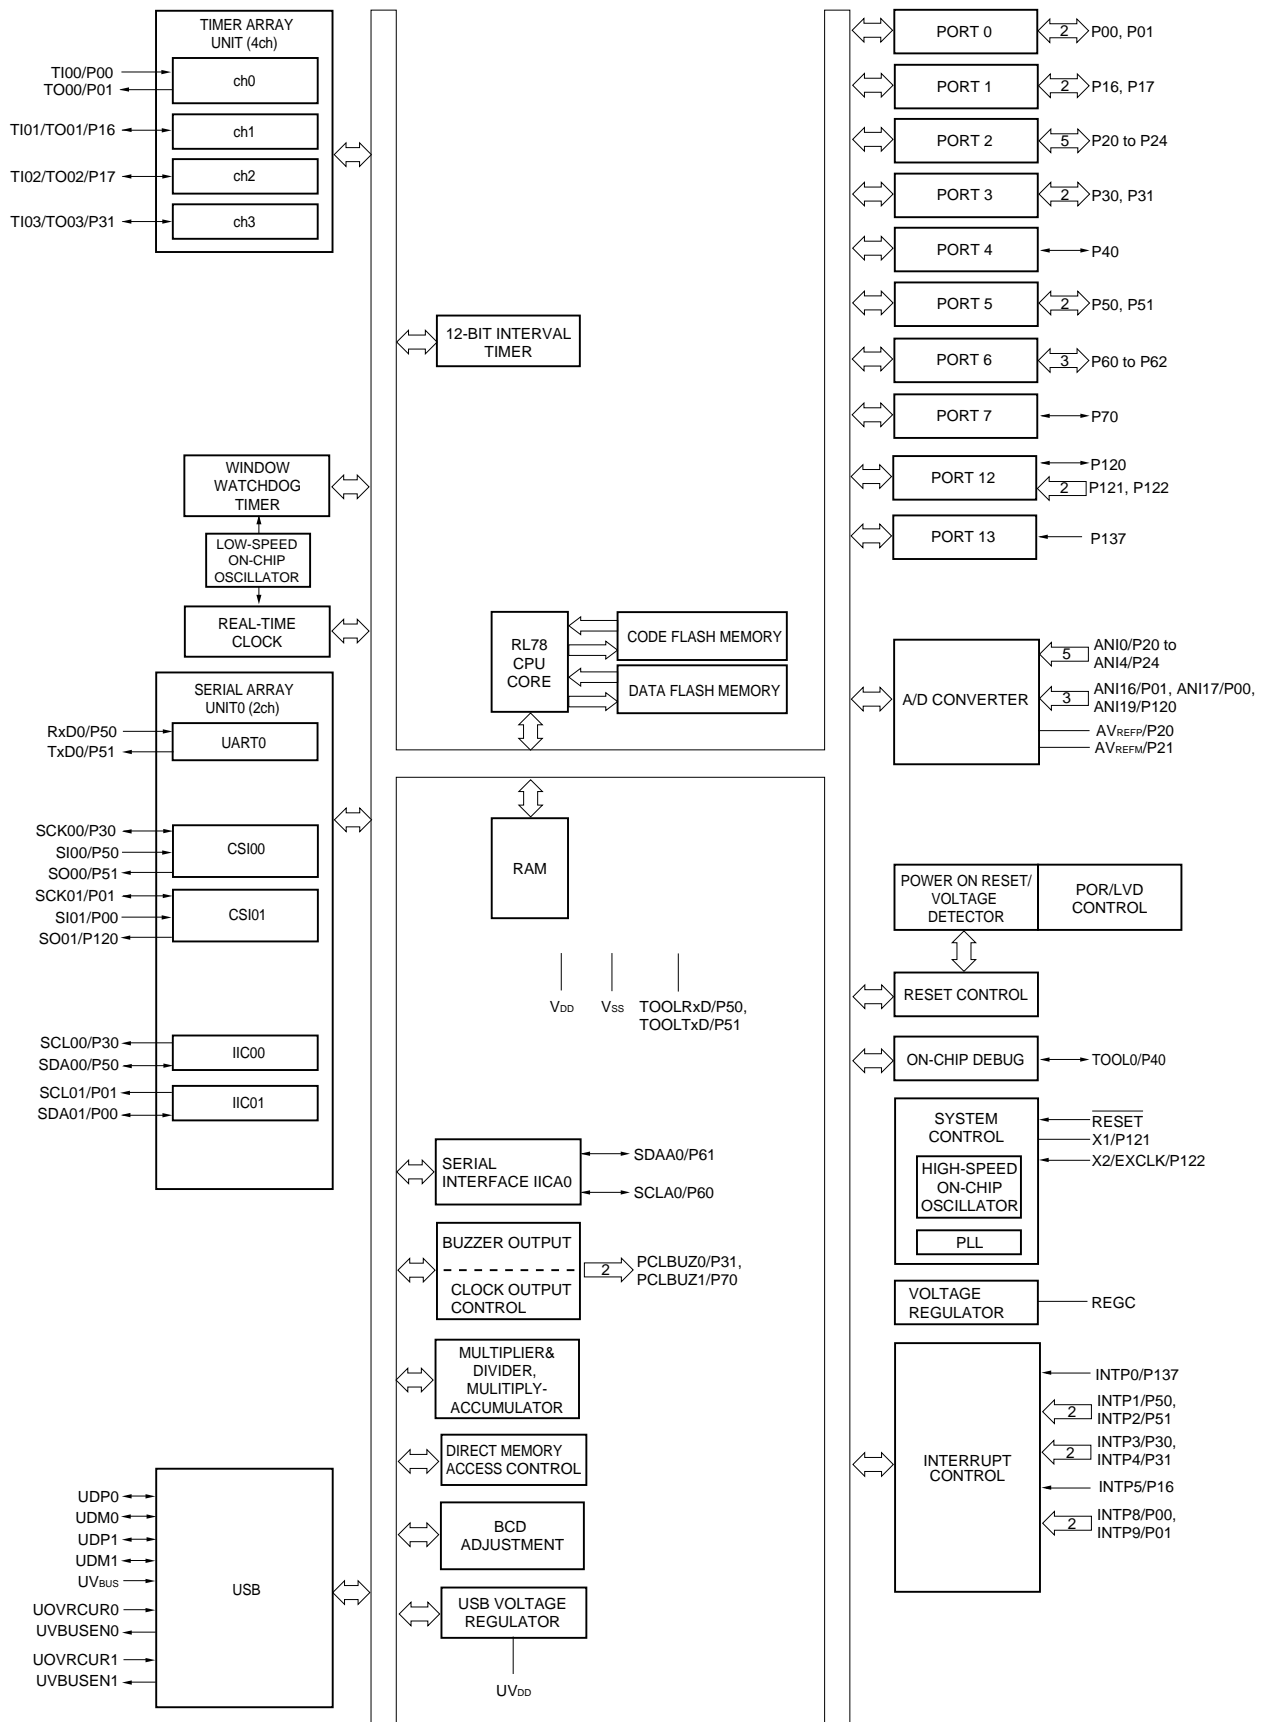 TIMER ARRAY
UNIT (4ch)
TI00/P00
TO00/P01
ch0
TI01/TO01/P16
ch1
TI02/TO02/P17
ch2
TI03/TO03/P31
ch3
12-BIT INTERVAL
TIMER
WINDOW
WATCHDOG
TIMER
LOW-SPEED
ON-CHIP
OSCILLATOR
REAL-TIME
CLOCK
SERIAL ARRAY
UNIT0 (2ch)
RxD0/P50
TxD0/P51
UART0
SCK00/P30
SI00/P50
SO00/P51
CSI00
SCK01/P01
SI01/P00
SO01/P120
CSI01
SCL00/P30
SDA00/P50
IIC00
SCL01/P01
SDA01/P00
IIC01
UDP0
UDM0
UDP1
UDM1
UVBUS
UOVRCUR0
UVBUSEN0
UOVRCUR1
UVBUSEN1
USB
RL78
CPU
CORE
CODE FLASH MEMORY
DATA FLASH MEMORY
RAM
VDD
VSS
TOOLRxD/P50,
TOOLTxD/P51
SERIAL
INTERFACE IICA0
SDAA0/P61
SCLA0/P60
BUZZER OUTPUT
CLOCK OUTPUT
CONTROL
2
PCLBUZ0/P31,
PCLBUZ1/P70
MULTIPLIER&
DIVIDER,
MULITIPLY-
ACCUMULATOR
DIRECT MEMORY
ACCESS CONTROL
BCD
ADJUSTMENT
USB VOLTAGE
REGULATOR
UVDD
PORT 0
2
P00, P01
PORT 1
2
P16, P17
PORT 2
5
P20 to P24
PORT 3
2
P30, P31
PORT 4
P40
PORT 5
2
P50, P51
PORT 6
3
P60 to P62
PORT 7
P70
PORT 12
P120
2
P121, P122
PORT 13
P137
A/D CONVERTER
5
ANI0/P20 to
ANI4/P24
3
ANI16/P01, ANI17/P00,
ANI19/P120
AVREFP/P20
AVREFM/P21
POWER ON RESET/
VOLTAGE
DETECTOR
POR/LVD
CONTROL
RESET CONTROL
ON-CHIP DEBUG
TOOL0/P40
SYSTEM
CONTROL
RESET
X1/P121
X2/EXCLK/P122
HIGH-SPEED
ON-CHIP
OSCILLATOR
PLL
VOLTAGE
REGULATOR
REGC
INTERRUPT
CONTROL
INTP0/P137
2
INTP1/P50,
INTP2/P51
2
INTP3/P30,
INTP4/P31
INTP5/P16
2
INTP8/P00,
INTP9/P01